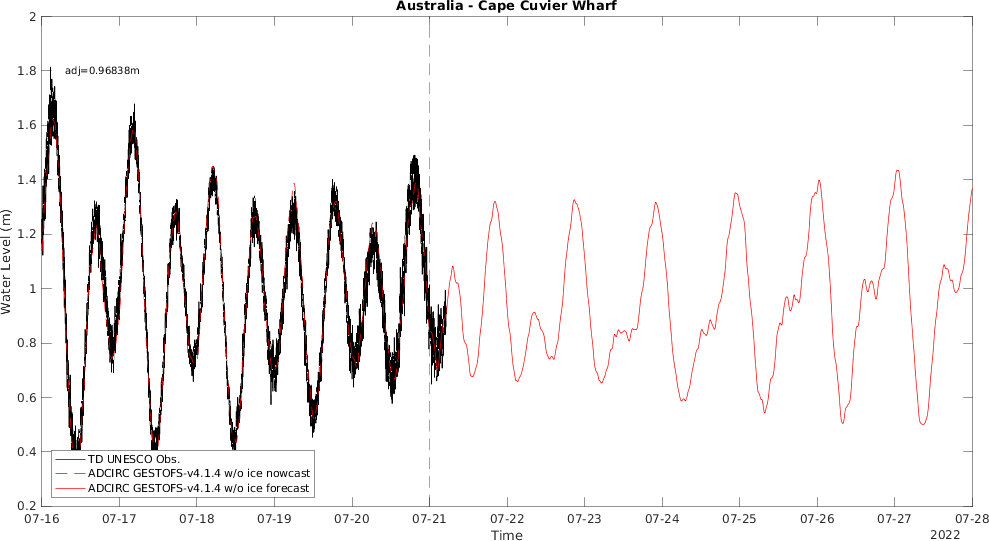 Australia - Cape Cuvier Wharf
2
1.8
1.6
1.4
1.2
1
0.8
0.6
0.4
0.2
Water Level (m)
adj=0.96838m
TD UNESCO Obs.
ADCIRC GESTOFS-v4.1.4 w/o ice nowcast
ADCIRC GESTOFS-v4.1.4 w/o ice forecast
07-16 07-17 07-18 07-19 07-20 07-21 07-22 07-23 07-24 07-25 07-26 07-27 07-28
Time
2022